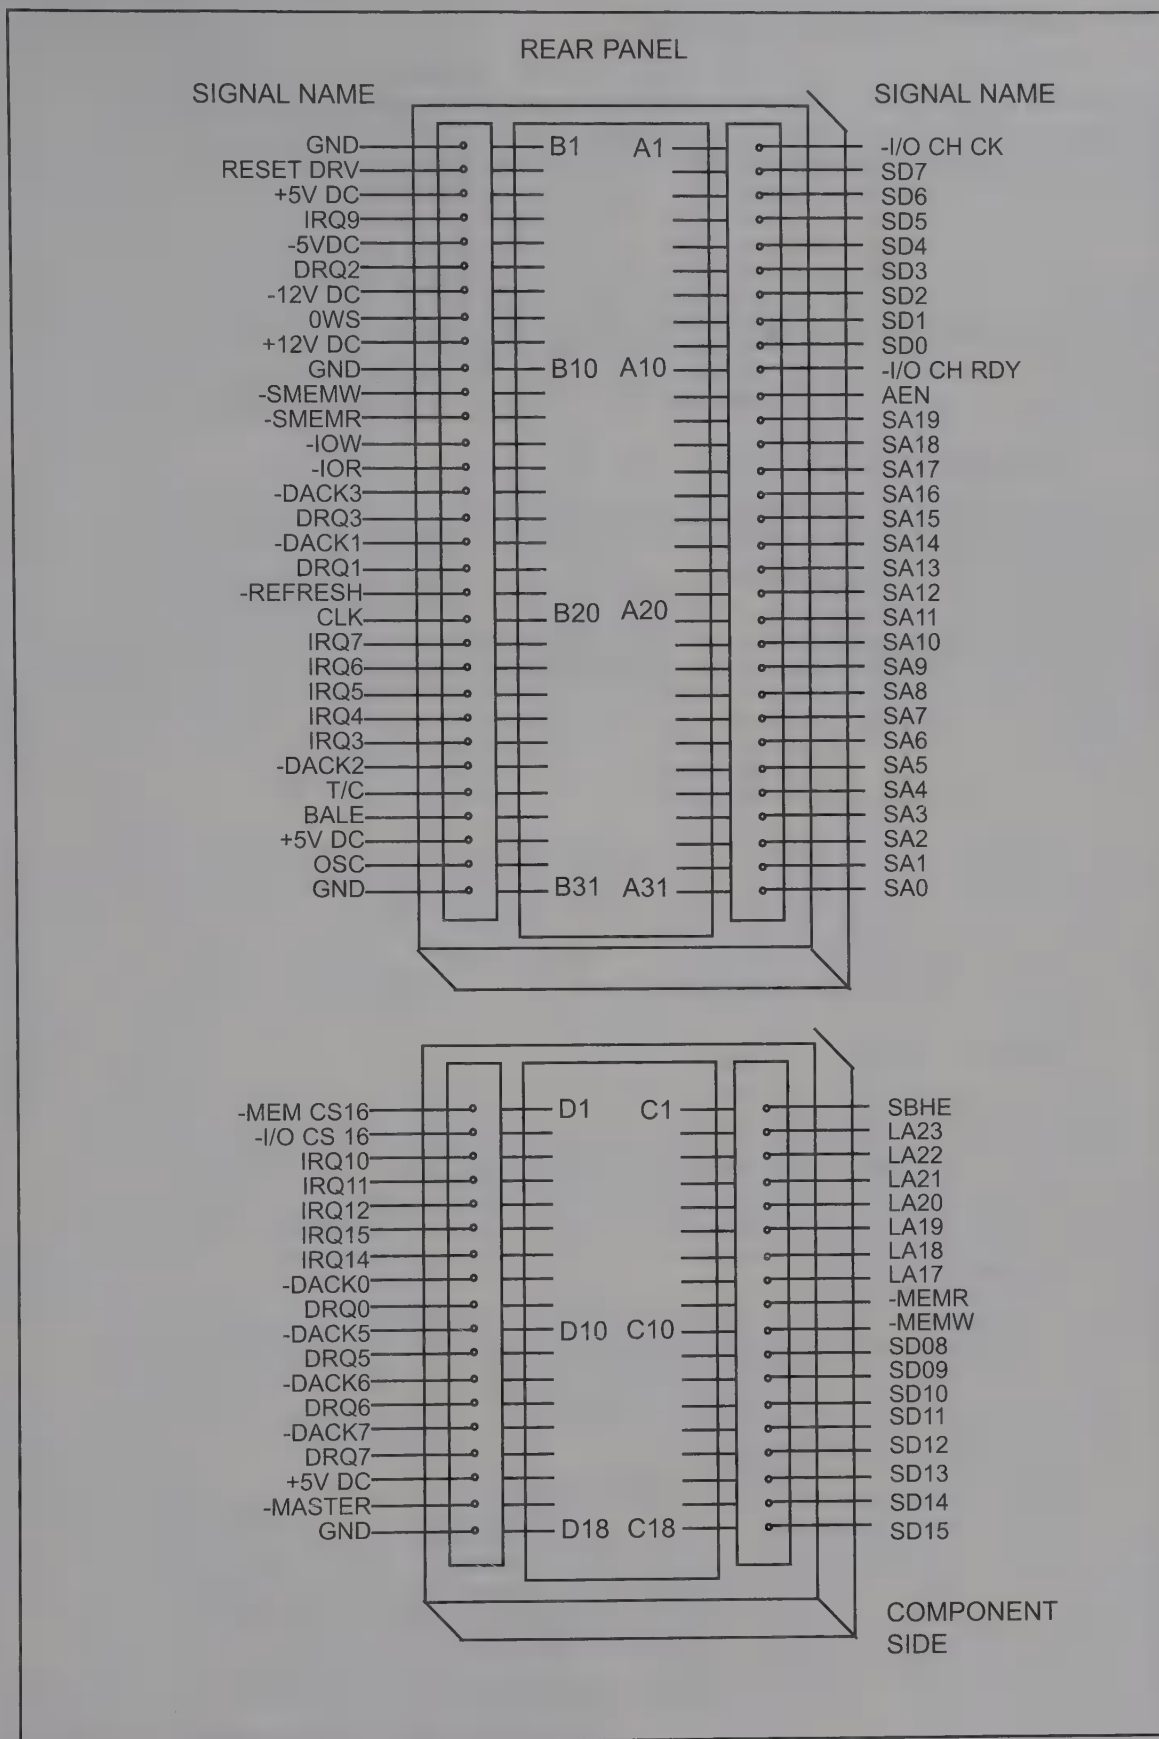 REAR PANEL
SIGNAL NAME SIGNAL NAME
GND B1 A1 -I/O CH CK
RESET DRV SD7
+5V DC SD6
IRQ9 SD5
-5VDC SD4
DRQ2 SD3
-12V DC SD2
0WS SD1
+12V DC SD0
GND B10 A10 -I/O CH RDY
-SMEMW AEN
-SMEMR SA19
-IOW SA18
-IOR SA17
-DACK3 SA16
DRQ3 SA15
-DACK1 SA14
DRQ1 SA13
-REFRESH SA12
CLK B20 A20 SA11
IRQ7 SA10
IRQ6 SA9
IRQ5 SA8
IRQ4 SA7
IRQ3 SA6
-DACK2 SA5
T/C SA4
BALE SA3
+5V DC SA2
OSC SA1
GND B31 A31 SA0
-MEM CS16 D1 C1 SBHE
-I/O CS 16 LA23
IRQ10 LA22
IRQ11 LA21
IRQ12 LA20
IRQ15 LA19
IRQ14 LA18
-DACK0 LA17
DRQ0 -MEMR
-DACK5 D10 C10 -MEMW
DRQ5 SD08
-DACK6 SD09
DRQ6 SD10
-DACK7 SD11
DRQ7 SD12
+5V DC SD13
-MASTER SD14
GND D18 C18 SD15
COMPONENT
SIDE